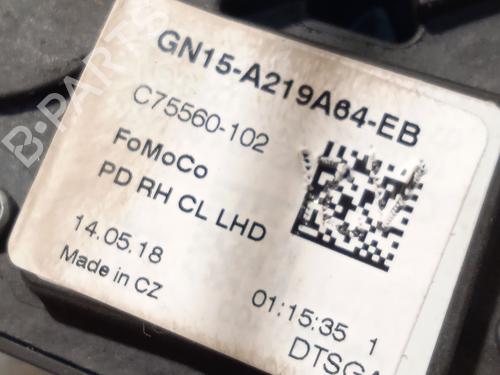 B-PARTS
GN15-A219A64-EB
C75560-102
FoMoCo
PD RH CL LHD
14.05.18
Made in CZ
01:15:35 1